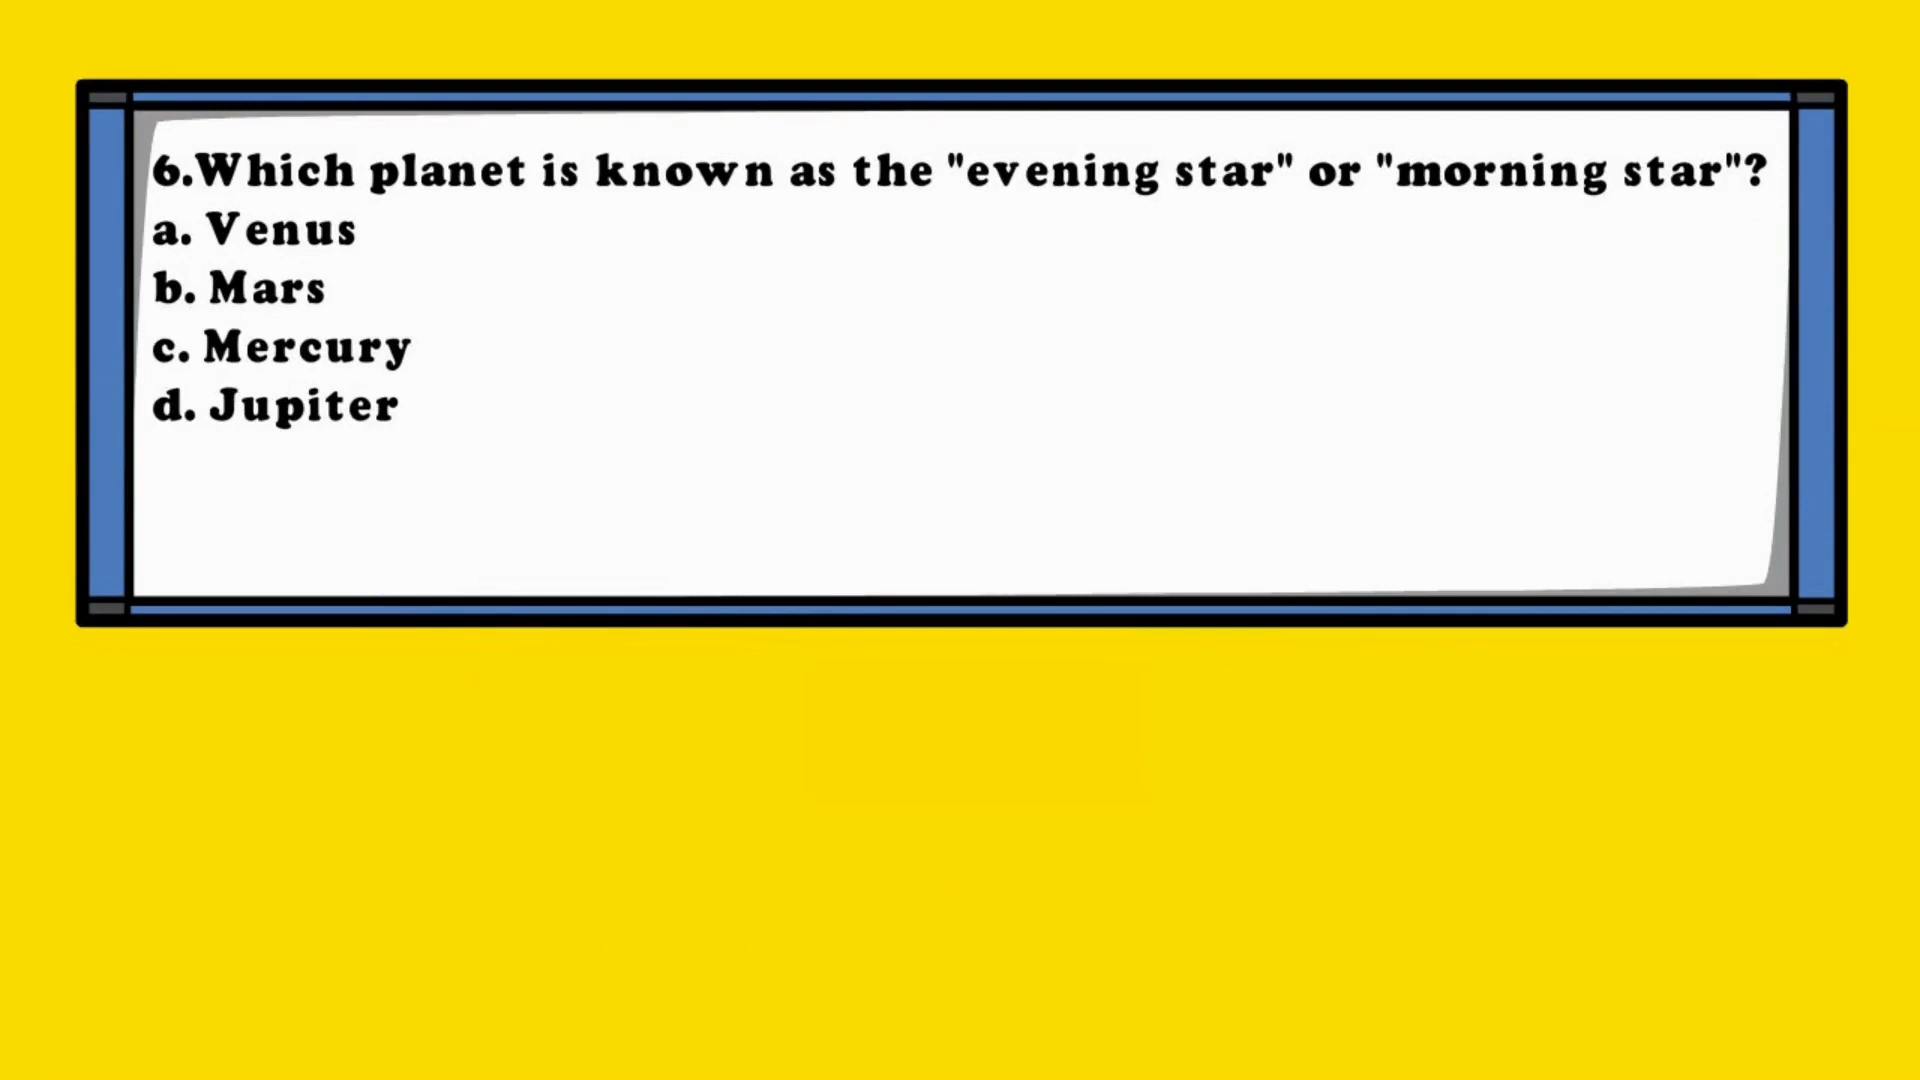 6.Which planet is known as the "evening star" or "morning star"?
a. Venus
b. Mars
c. Mercury
d. Jupiter